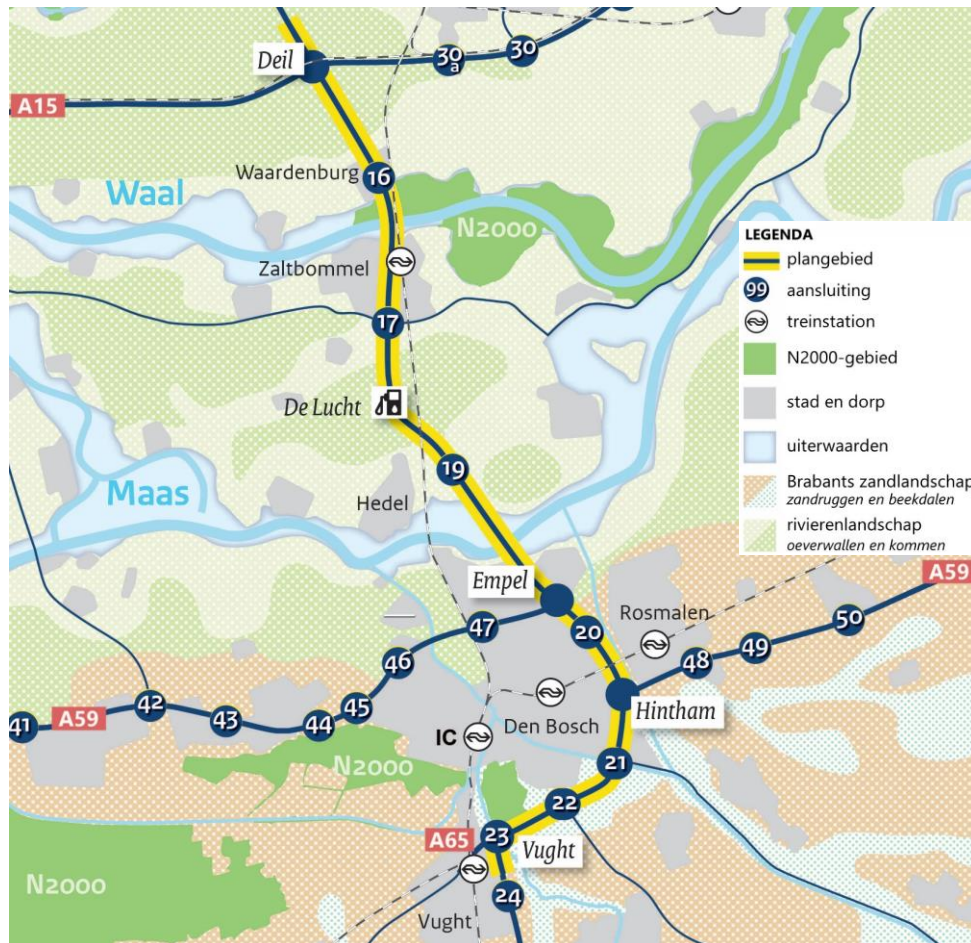 Deil
30a
30
A15
Waardenburg
16
Waal
N2000
Zaltbommel
17
De Lucht
19
Maas
Hedel
Empel
A59
Rosmalen
20
47
50
49
48
46
Hintham
45
44
43
42
A59
41
Den Bosch
IC
N2000
21
22
A65
23
Vught
N2000
24
Vught
LEGENDA
plangebied
99 aansluiting
treinstation
N2000-gebied
stad en dorp
uiterwaarden
Brabants zandlandschap
zandruggen en beekdalen
rivierenlandschap
oeverwallen en kommen